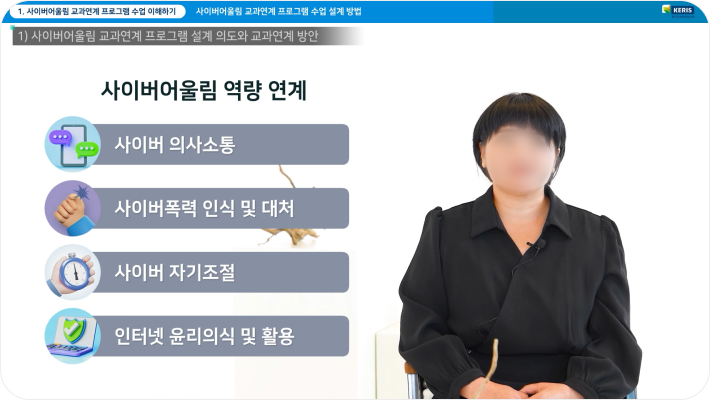 1. 사이버어울림 교과연계 프로그램 수업 이해하기
사이버어울림 교과연계 프로그램 수업 설계 방법
KERIS
1) 사이버어울림 교과연계 프로그램 설계 의도와 교과연계 방안
사이버어울림 역량 연계
사이버 의사소통
사이버폭력 인식 및 대처
사이버 자기조절
인터넷 윤리의식 및 활용